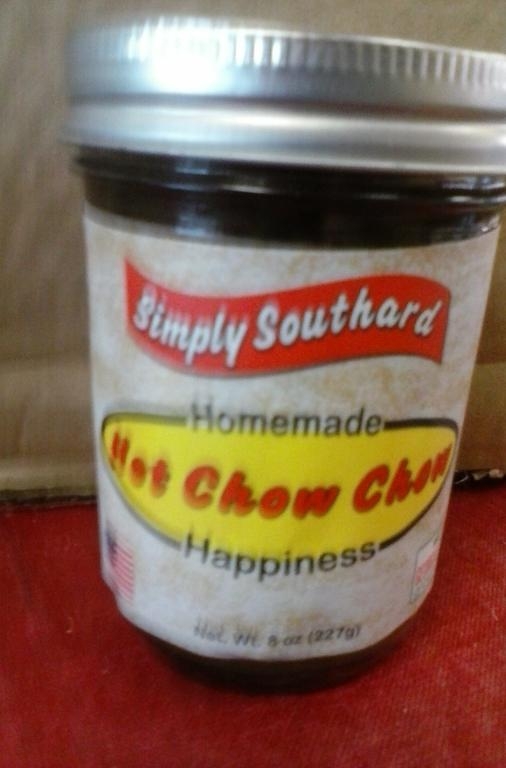 Simply Southard
Homemade
Hot Chow Chow
Happiness
Net. Wt. 8 oz (227g)